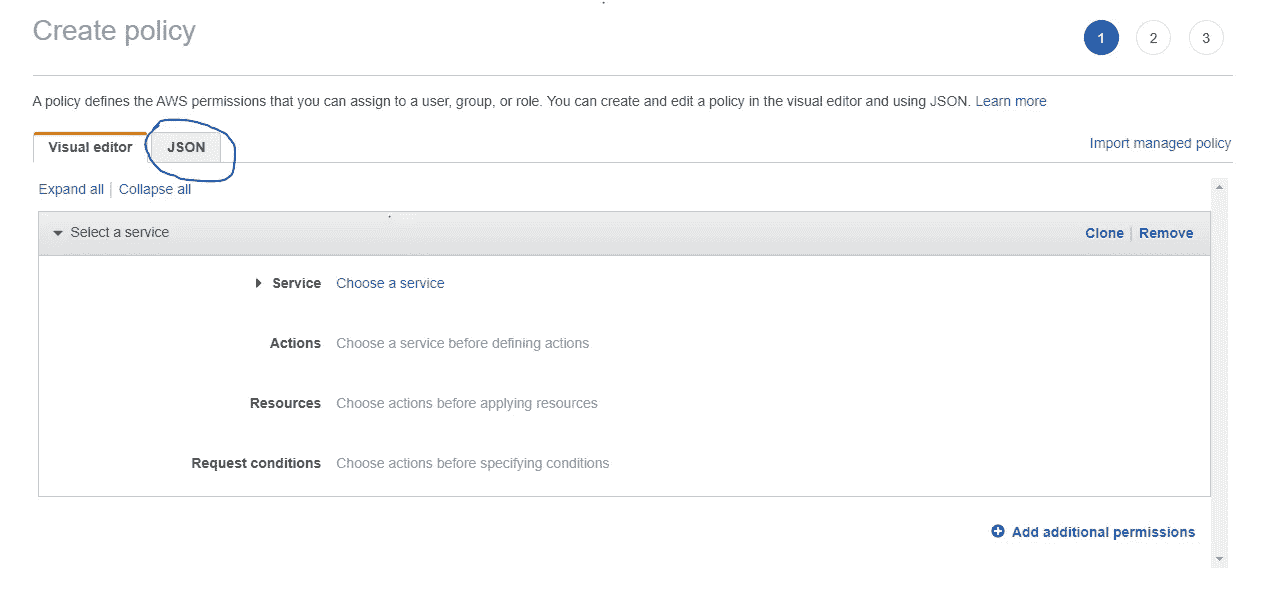 Create policy
1 2 3
A policy defines the AWS permissions that you can assign to a user, group, or role. You can create and edit a policy in the visual editor and using JSON. Learn more
Visual editor JSON
Import managed policy
Expand all | Collapse all
Select a service
Clone | Remove
Service Choose a service
Actions Choose a service before defining actions
Resources Choose actions before applying resources
Request conditions Choose actions before specifying conditions
Add additional permissions